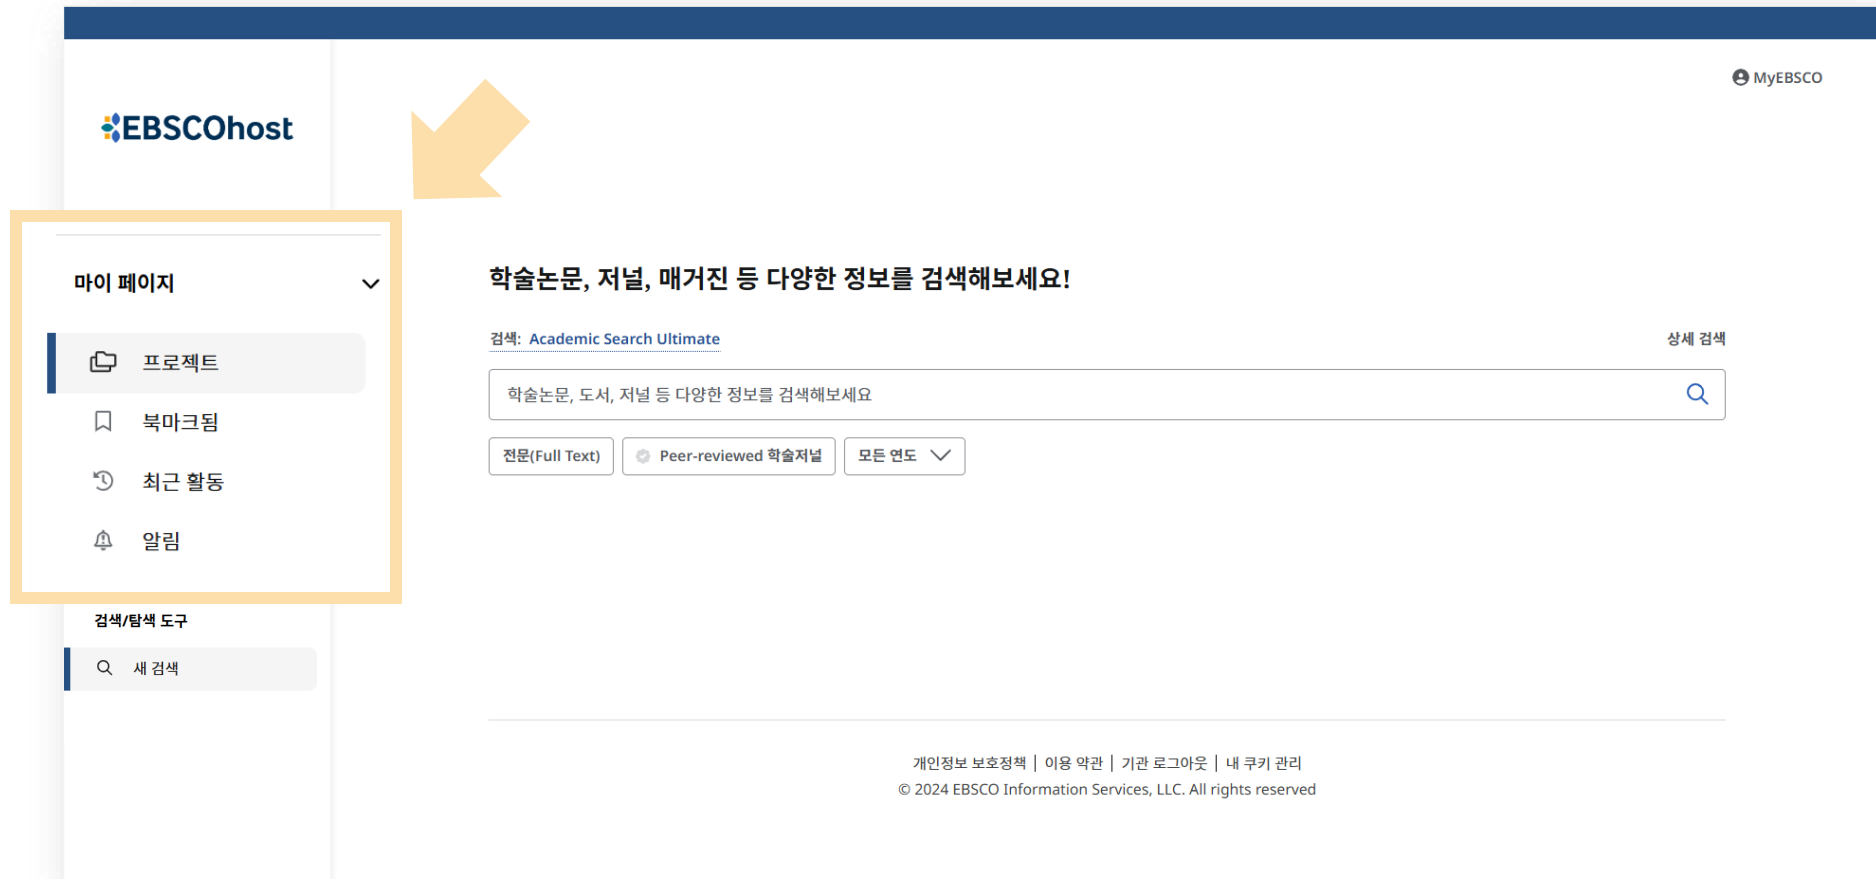 MyEBSCO
EBSCOhost
마이 페이지
프로젝트
북마크됨
최근 활동
알림
검색/탐색 도구
새 검색
학술논문, 저널, 매거진 등 다양한 정보를 검색해보세요!
검색: Academic Search Ultimate
상세 검색
학술논문, 도서, 저널 등 다양한 정보를 검색해보세요
전문(Full Text)
Peer-reviewed 학술저널
모든 연도
개인정보 보호정책 | 이용 약관 | 기관 로그아웃 | 내 쿠키 관리
© 2024 EBSCO Information Services, LLC. All rights reserved